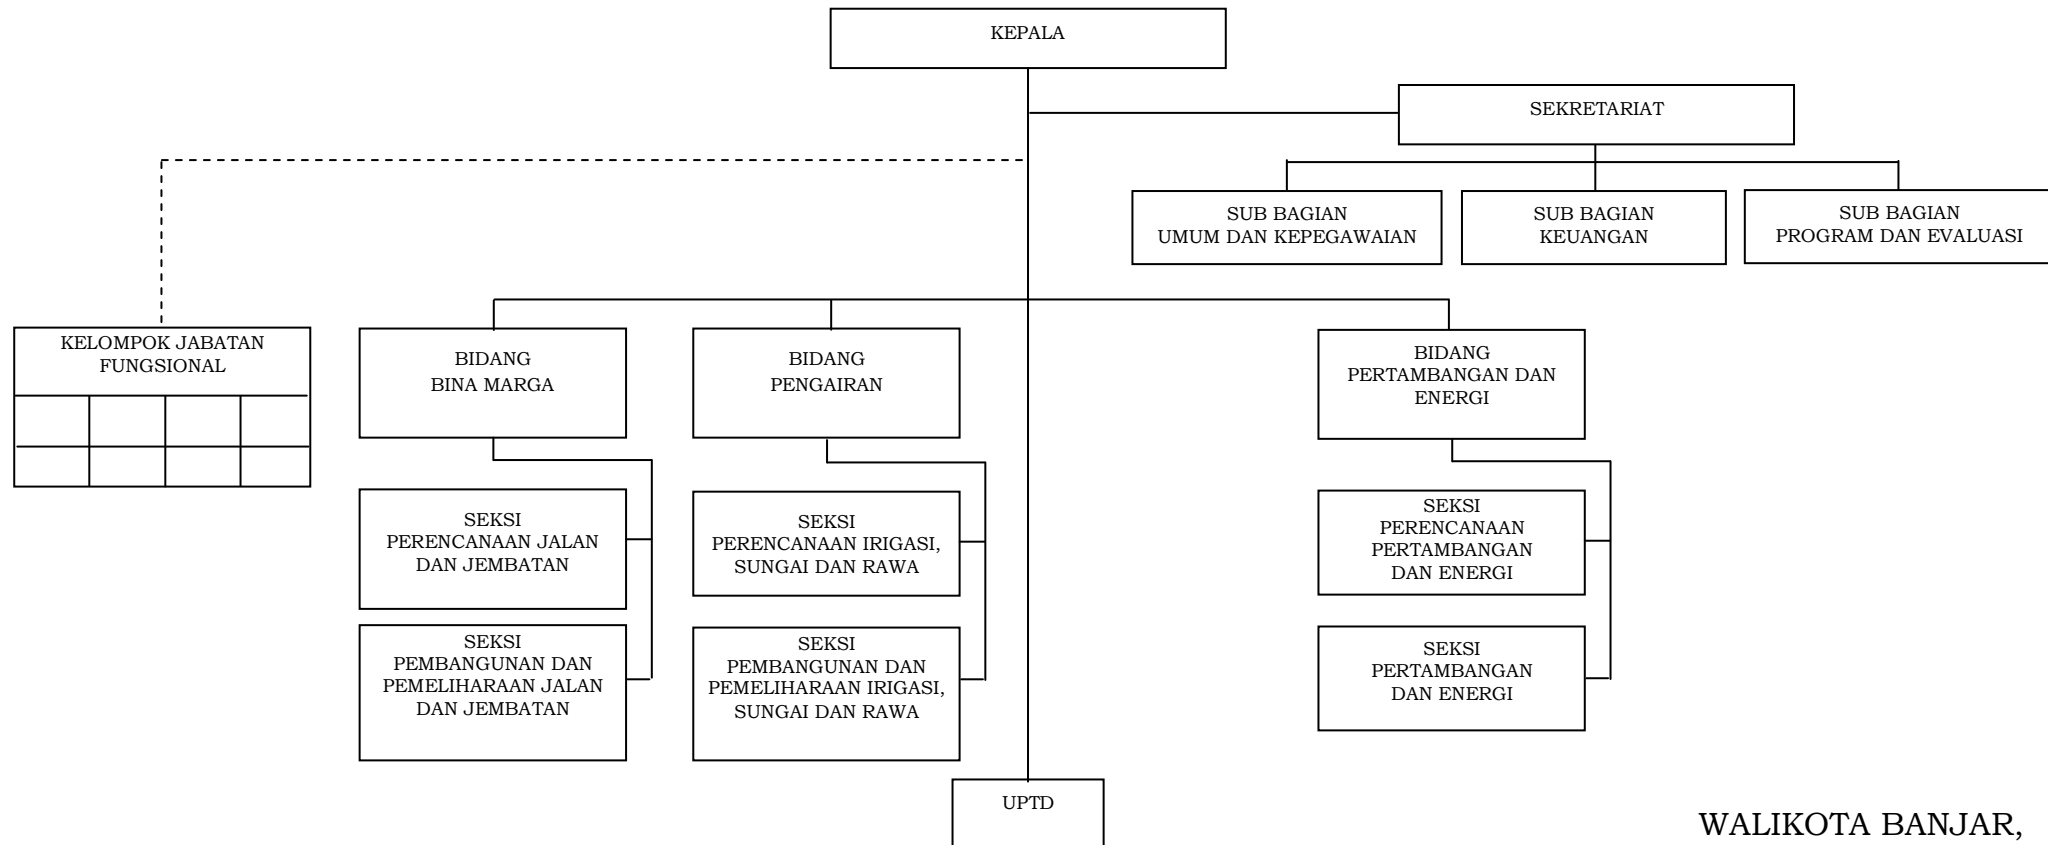 KEPALA
SEKRETARIAT
SUB BAGIAN
UMUM DAN KEPEGAWAIAN
SUB BAGIAN
KEUANGAN
SUB BAGIAN
PROGRAM DAN EVALUASI
KELOMPOK JABATAN
FUNGSIONAL
BIDANG
BINA MARGA
BIDANG
PENGAIRAN
BIDANG
PERTAMBANGAN DAN
ENERGI
SEKSI
PERENCANAAN JALAN
DAN JEMBATAN
SEKSI
PERENCANAAN IRIGASI,
SUNGAI DAN RAWA
SEKSI
PERENCANAAN
PERTAMBANGAN
DAN ENERGI
SEKSI
PEMBANGUNAN DAN
PEMELIHARAAN JALAN
DAN JEMBATAN
SEKSI
PEMBANGUNAN DAN
PEMELIHARAAN IRIGASI,
SUNGAI DAN RAWA
SEKSI
PERTAMBANGAN
DAN ENERGI
UPTD
WALIKOTA BANJAR,